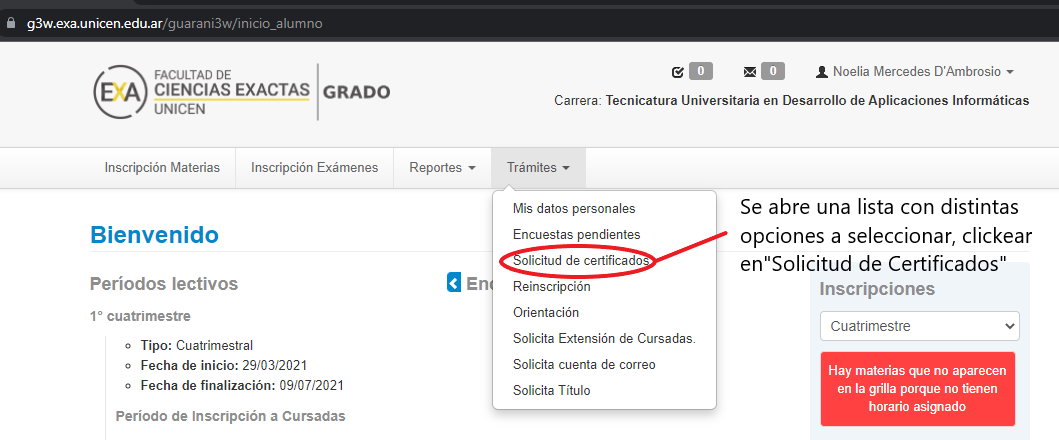 g3w.exa.unicen.edu.ar/guarani3w/inicio_alumno
EXA
FACULTAD DE
CIENCIAS EXACTAS
UNICEN
GRADO
0
0
Noelia Mercedes D'Ambrosio
Carrera: Tecnicatura Universitaria en Desarrollo de Aplicaciones Informáticas
Inscripción Materias
Inscripción Exámenes
Reportes
Trámites
Mis datos personales
Encuestas pendientes
Solicitud de certificados
Reinscripción
Orientación
Solicita Extensión de Cursadas.
Solicita cuenta de correo
Solicita Título
Se abre una lista con distintas
opciones a seleccionar, clickear
en"Solicitud de Certificados"
Bienvenido
Períodos lectivos
1° cuatrimestre
Tipo: Cuatrimestral
Fecha de inicio: 29/03/2021
Fecha de finalización: 09/07/2021
Período de Inscripción a Cursadas
Inscripciones
Cuatrimestre
Hay materias que no aparecen
en la grilla porque no tienen
horario asignado